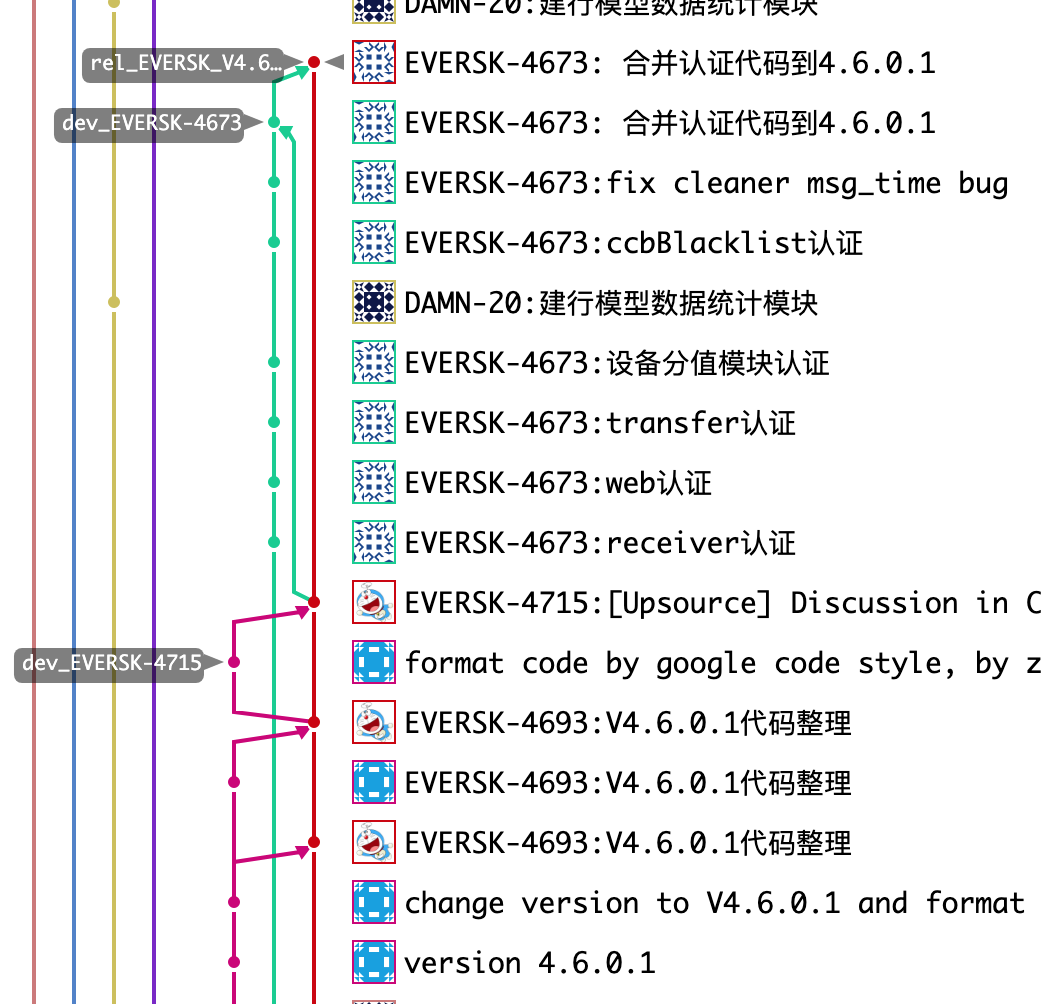 DAMN-20:建行模型数据统计模块
rel_EVERSK_V4.6… EVERSK-4673: 合并认证代码到4.6.0.1
dev_EVERSK-4673 EVERSK-4673: 合并认证代码到4.6.0.1
EVERSK-4673:fix cleaner msg_time bug
EVERSK-4673:ccbBlacklist认证
DAMN-20:建行模型数据统计模块
EVERSK-4673:设备分值模块认证
EVERSK-4673:transfer认证
EVERSK-4673:web认证
EVERSK-4673:receiver认证
EVERSK-4715:[Upsource] Discussion in C
dev_EVERSK-4715 format code by google code style, by z
EVERSK-4693:V4.6.0.1代码整理
EVERSK-4693:V4.6.0.1代码整理
EVERSK-4693:V4.6.0.1代码整理
change version to V4.6.0.1 and format
version 4.6.0.1